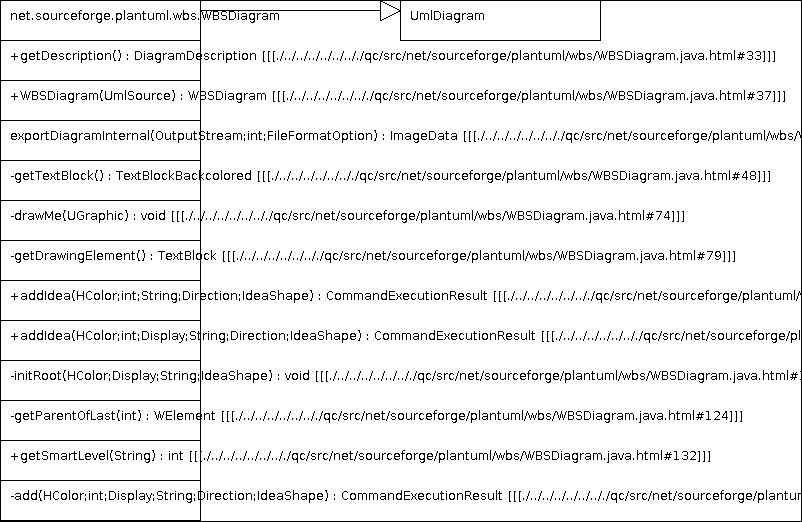 net.sourceforge.plantuml.wbs.WBSDiagram
UmlDiagram
+getDescription() : DiagramDescription [[[./../../../../../../../qc/src/net/sourceforge/plantuml/wbs/WBSDiagram.java.html#33]]]
+WBSDiagram(UmlSource) : WBSDiagram [[[./../../../../../../../qc/src/net/sourceforge/plantuml/wbs/WBSDiagram.java.html#37]]]
exportDiagramInternal(OutputStream;int;FileFormatOption) : ImageData [[[./../../../../../../../qc/src/net/sourceforge/plantuml/wbs/
-getTextBlock() : TextBlockBackcolored [[[./../../../../../../../qc/src/net/sourceforge/plantuml/wbs/WBSDiagram.java.html#48]]]
-drawMe(UGraphic) : void [[[./../../../../../../../qc/src/net/sourceforge/plantuml/wbs/WBSDiagram.java.html#74]]]
-getDrawingElement() : TextBlock [[[./../../../../../../../qc/src/net/sourceforge/plantuml/wbs/WBSDiagram.java.html#79]]]
+addIdea(HColor;int;String;Direction;IdeaShape) : CommandExecutionResult [[[./../../../../../../../qc/src/net/sourceforge/plantuml/
+addIdea(HColor;int;Display;String;Direction;IdeaShape) : CommandExecutionResult [[[./../../../../../../../qc/src/net/sourceforge/pl
-initRoot(HColor;Display;String;IdeaShape) : void [[[./../../../../../../../qc/src/net/sourceforge/plantuml/wbs/WBSDiagram.java.html#
-getParentOfLast(int) : WElement [[[./../../../../../../../qc/src/net/sourceforge/plantuml/wbs/WBSDiagram.java.html#124]]]
+getSmartLevel(String) : int [[[./../../../../../../../qc/src/net/sourceforge/plantuml/wbs/WBSDiagram.java.html#132]]]
-add(HColor;int;Display;String;Direction;IdeaShape) : CommandExecutionResult [[[./../../../../../../../qc/src/net/sourceforge/plantu